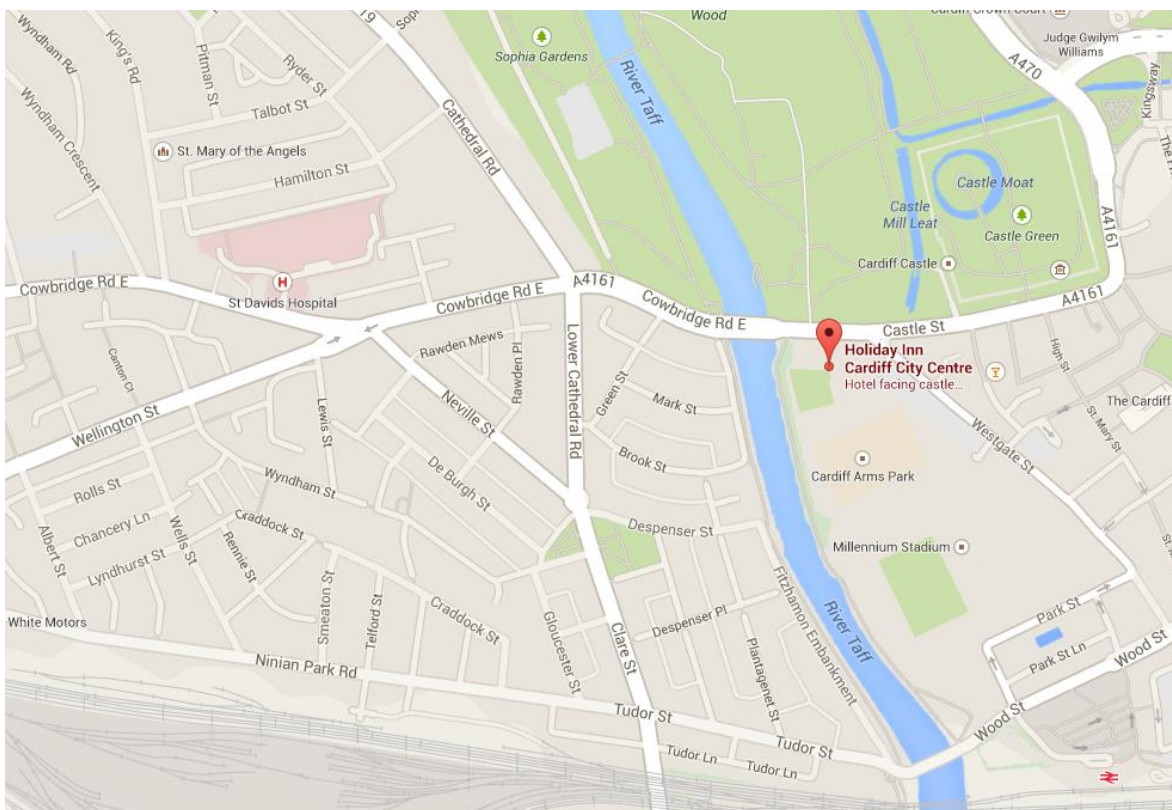 Wyndham Rd
King's Rd
Pitman St
Ryder St
Wood
Sophia Gardens
River Taff
Cardiff Crown Court
Judge Gwilym
Williams
A470
Kingsway
Talbot St
Cathedral Rd
St. Mary of the Angels
Wyndham Crescent
Hamilton St
Castle Moat
Castle
Mill Leat
Castle Green
A4161
Cardiff Castle
Cowbridge Rd E
St Davids Hospital
Cowbridge Rd E
A4161
Cowbridge Rd E
Castle St
A4161
Rawden Mews
Rawden Pl
Lower Cathedral Rd
Green St
Holiday Inn
Cardiff City Centre
Hotel facing castle...
High St
Canton Ct
Wellington St
Lewis St
Neville St
Mark St
Westgate St
St. Mary St
The Cardiff
Brook St
De Burgh St
Wyndham St
Cardiff Arms Park
Rolls St
Chancery Ln
Albert St
Lyndhurst St
Wells St
Rennie St
Craddock St
Despenser St
Millennium Stadium
Smeaton St
Telford St
Craddock St
Gloucester St
Clare St
Despenser Pl
Plantagenet St
Fitzhamon Embankment
River Taff
Park St
Park St Ln
Wood St
White Motors
Ninian Park Rd
Tudor St
Tudor St
Wood St
Tudor Ln
Tudor Ln
H